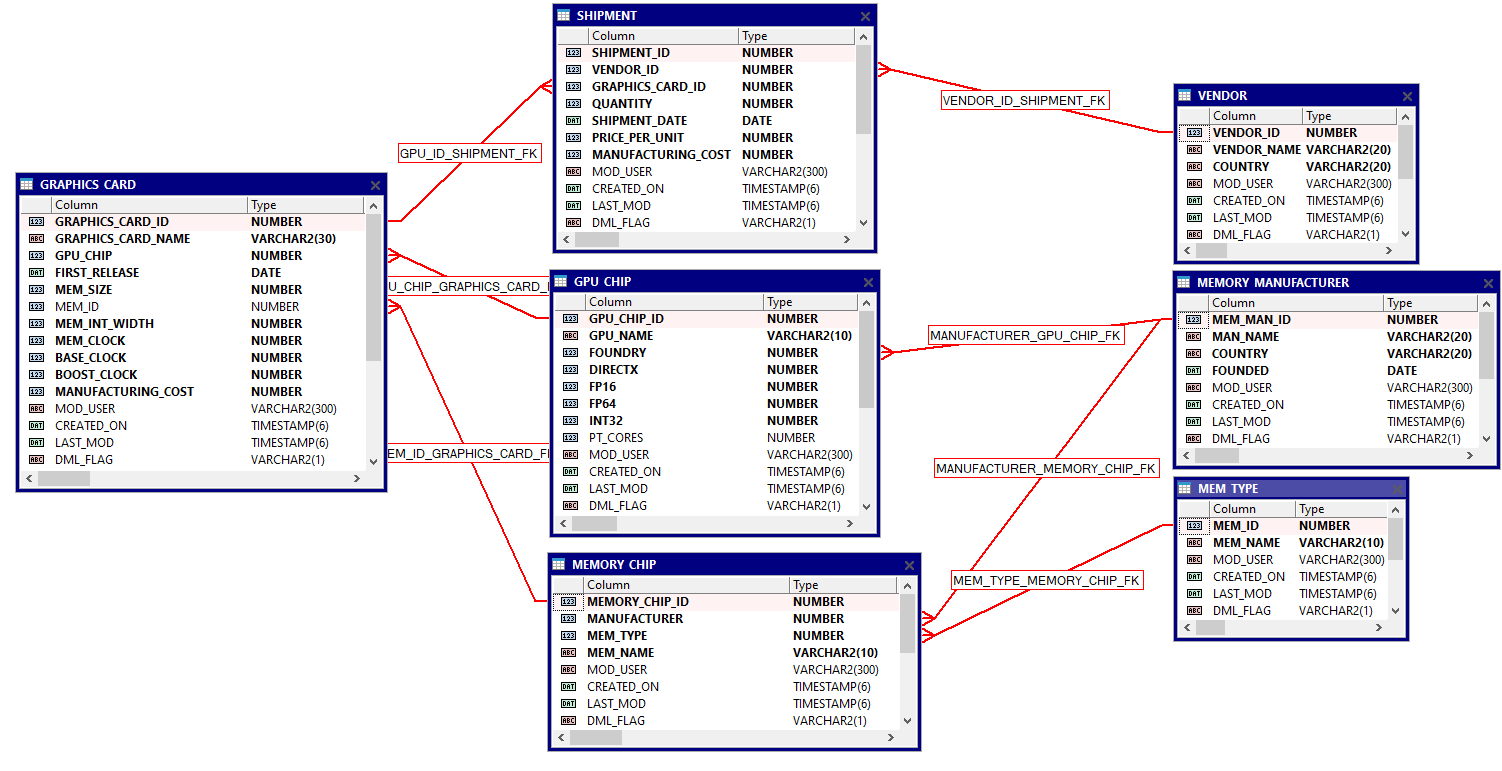 SHIPMENT
Column Type
SHIPMENT_ID NUMBER
VENDOR_ID NUMBER
GRAPHICS_CARD_ID NUMBER
QUANTITY NUMBER
SHIPMENT_DATE DATE
PRICE_PER_UNIT NUMBER
MANUFACTURING_COST NUMBER
MOD_USER VARCHAR2(300)
CREATED_ON TIMESTAMP(6)
LAST_MOD TIMESTAMP(6)
DML_FLAG VARCHAR2(1)
VENDOR_ID_SHIPMENT_FK
VENDOR
Column Type
VENDOR_ID NUMBER
VENDOR_NAME VARCHAR2(20)
COUNTRY VARCHAR2(20)
MOD_USER VARCHAR2(300)
CREATED_ON TIMESTAMP(6)
LAST_MOD TIMESTAMP(6)
DML_FLAG VARCHAR2(1)
GPU_ID_SHIPMENT_FK
GRAPHICS CARD
Column Type
GRAPHICS_CARD_ID NUMBER
GRAPHICS_CARD_NAME VARCHAR2(30)
GPU_CHIP NUMBER
FIRST_RELEASE DATE
MEM_SIZE NUMBER
MEM_ID NUMBER
MEM_INT_WIDTH NUMBER
MEM_CLOCK NUMBER
BASE_CLOCK NUMBER
BOOST_CLOCK NUMBER
MANUFACTURING_COST NUMBER
MOD_USER VARCHAR2(300)
CREATED_ON TIMESTAMP(6)
LAST_MOD TIMESTAMP(6)
DML_FLAG VARCHAR2(1)
U_CHIP_GRAPHICS_CARD_
EM_ID_GRAPHICS_CARD_F
GPU CHIP
Column Type
GPU_CHIP_ID NUMBER
GPU_NAME VARCHAR2(10)
FOUNDRY NUMBER
DIRECTX NUMBER
FP16 NUMBER
FP64 NUMBER
INT32 NUMBER
PT_CORES NUMBER
MOD_USER VARCHAR2(300)
CREATED_ON TIMESTAMP(6)
LAST_MOD TIMESTAMP(6)
DML_FLAG VARCHAR2(1)
MANUFACTURER_GPU_CHIP_FK
MEMORY MANUFACTURER
Column Type
MEM_MAN_ID NUMBER
MAN_NAME VARCHAR2(20)
COUNTRY VARCHAR2(20)
FOUNDED DATE
MOD_USER VARCHAR2(300)
CREATED_ON TIMESTAMP(6)
LAST_MOD TIMESTAMP(6)
DML_FLAG VARCHAR2(1)
MANUFACTURER_MEMORY_CHIP_FK
MEM TYPE
Column Type
MEM_ID NUMBER
MEM_NAME VARCHAR2(10)
MOD_USER VARCHAR2(300)
CREATED_ON TIMESTAMP(6)
LAST_MOD TIMESTAMP(6)
DML_FLAG VARCHAR2(1)
MEM_TYPE_MEMORY_CHIP_FK
MEMORY CHIP
Column Type
MEMORY_CHIP_ID NUMBER
MANUFACTURER NUMBER
MEM_TYPE NUMBER
MEM_NAME VARCHAR2(10)
MOD_USER VARCHAR2(300)
CREATED_ON TIMESTAMP(6)
LAST_MOD TIMESTAMP(6)
DML_FLAG VARCHAR2(1)